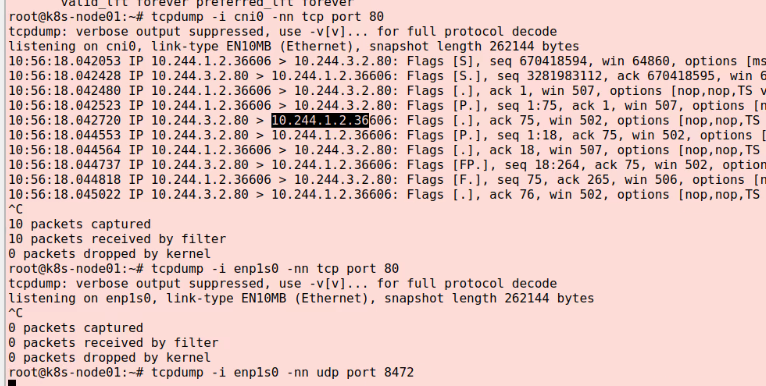 valid_lft forever preferred_lft forever
root@k8s-node01:~# tcpdump -i cni0 -nn tcp port 80
tcpdump: verbose output suppressed, use -v[v]... for full protocol decode
listening on cni0, link-type EN10MB (Ethernet), snapshot length 262144 bytes
10:56:18.042053 IP 10.244.1.2.36606 > 10.244.3.2.80: Flags [S], seq 670418594, win 64860, options [ms
10:56:18.042428 IP 10.244.3.2.80 > 10.244.1.2.36606: Flags [S.], seq 3281983112, ack 670418595, win 6
10:56:18.042480 IP 10.244.1.2.36606 > 10.244.3.2.80: Flags [.], ack 1, win 507, options [nop,nop,TS v
10:56:18.042523 IP 10.244.1.2.36606 > 10.244.3.2.80: Flags [P.], seq 1:75, ack 1, win 507, options [n
10:56:18.042720 IP 10.244.3.2.80 > 10.244.1.2.36606: Flags [.], ack 75, win 502, options [nop,nop,TS
10:56:18.044553 IP 10.244.3.2.80 > 10.244.1.2.36606: Flags [P.], seq 1:18, ack 75, win 502, options [
10:56:18.044564 IP 10.244.1.2.36606 > 10.244.3.2.80: Flags [.], ack 18, win 507, options [nop,nop,TS
10:56:18.044737 IP 10.244.3.2.80 > 10.244.1.2.36606: Flags [FP.], seq 18:264, ack 75, win 502, option
10:56:18.044818 IP 10.244.1.2.36606 > 10.244.3.2.80: Flags [F.], seq 75, ack 265, win 506, options [n
10:56:18.045022 IP 10.244.3.2.80 > 10.244.1.2.36606: Flags [.], ack 76, win 502, options [nop,nop,TS
^C
10 packets captured
10 packets received by filter
0 packets dropped by kernel
root@k8s-node01:~# tcpdump -i enp1s0 -nn tcp port 80
tcpdump: verbose output suppressed, use -v[v]... for full protocol decode
listening on enp1s0, link-type EN10MB (Ethernet), snapshot length 262144 bytes
^C
0 packets captured
0 packets received by filter
0 packets dropped by kernel
root@k8s-node01:~# tcpdump -i enp1s0 -nn udp port 8472